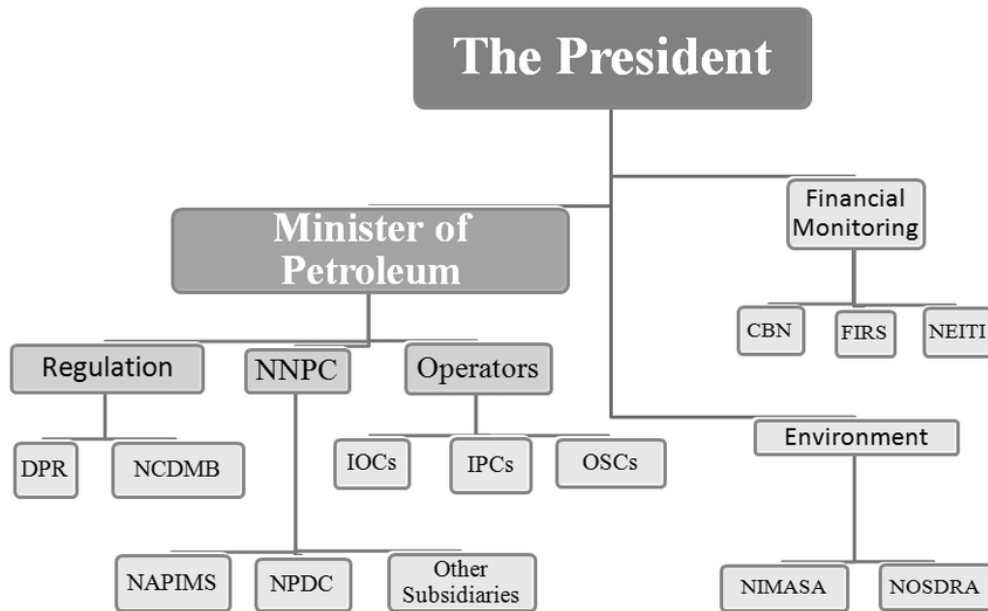 The President
Financial
Monitoring
Minister of
Petroleum
CBN
FIRS
NEITI
Regulation
NNPC
Operators
Environment
DPR
NCDMB
IOCs
IPCs
OSCs
NAPIMS
NPDC
Other
Subsidiaries
NIMASA
NOSDRA